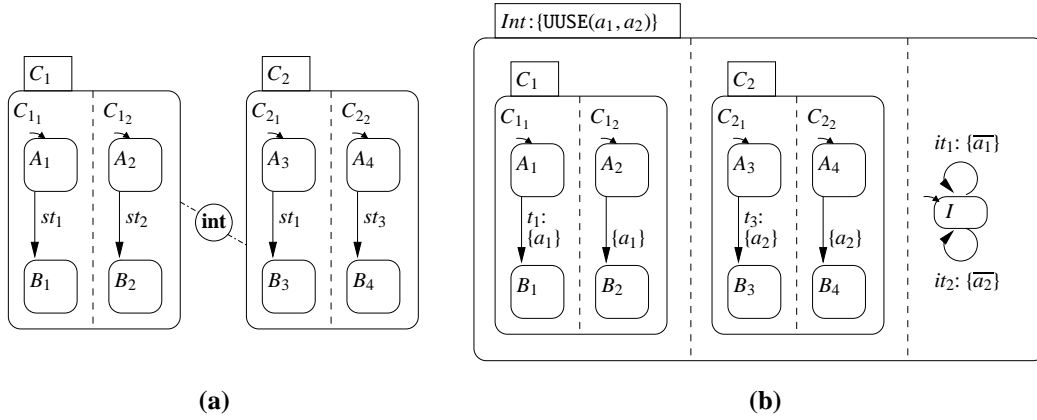 C₁
C₂
C₁₁ C₁₂
C₂₁ C₂₂
A₁ A₂
A₃ A₄
st₁ st₂
int
st₁ st₃
B₁ B₂
B₃ B₄
(a)
Int:{UUSE(a₁, a₂)}
C₁
C₂
C₁₁ C₁₂
C₂₁ C₂₂
A₁ A₂
A₃ A₄
t₁:
{a₁} {a₁}
t₃:
{a₂} {a₂}
B₁ B₂
B₃ B₄
it₁: {a̅₁̅}
I
it₂: {a̅₂̅}
(b)